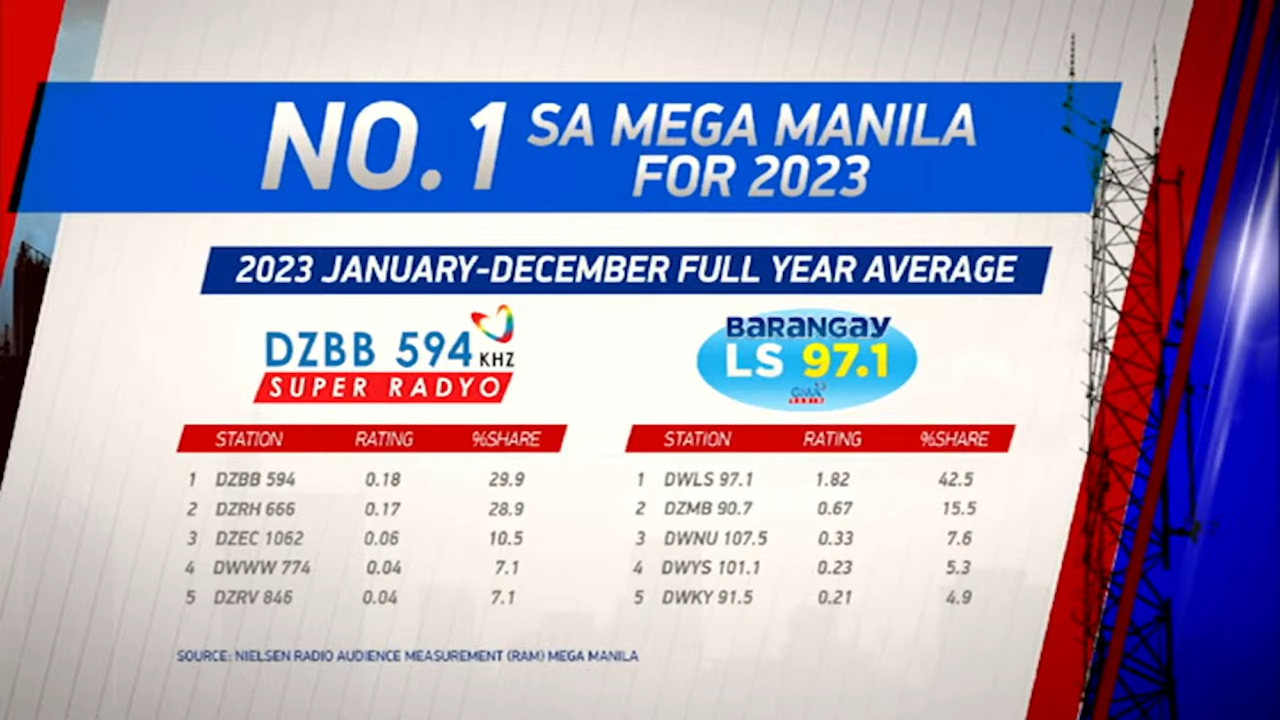 NO. 1 SA MEGA MANILA
FOR 2023
2023 JANUARY-DECEMBER FULL YEAR AVERAGE
DZBB 594 KHZ
SUPER RADYO
STATION RATING %SHARE
1 DZBB 594 0.18 29.9
2 DZRH 666 0.17 28.9
3 DZEC 1062 0.06 10.5
4 DWWW 774 0.04 7.1
5 DZRV 846 0.04 7.1
BARANGAY
LS 97.1
GMA
RADIO
STATION RATING %SHARE
1 DWLS 97.1 1.82 42.5
2 DZMB 90.7 0.67 15.5
3 DWNU 107.5 0.33 7.6
4 DWYS 101.1 0.23 5.3
5 DWKY 91.5 0.21 4.9
SOURCE: NIELSEN RADIO AUDIENCE MEASUREMENT (RAM) MEGA MANILA